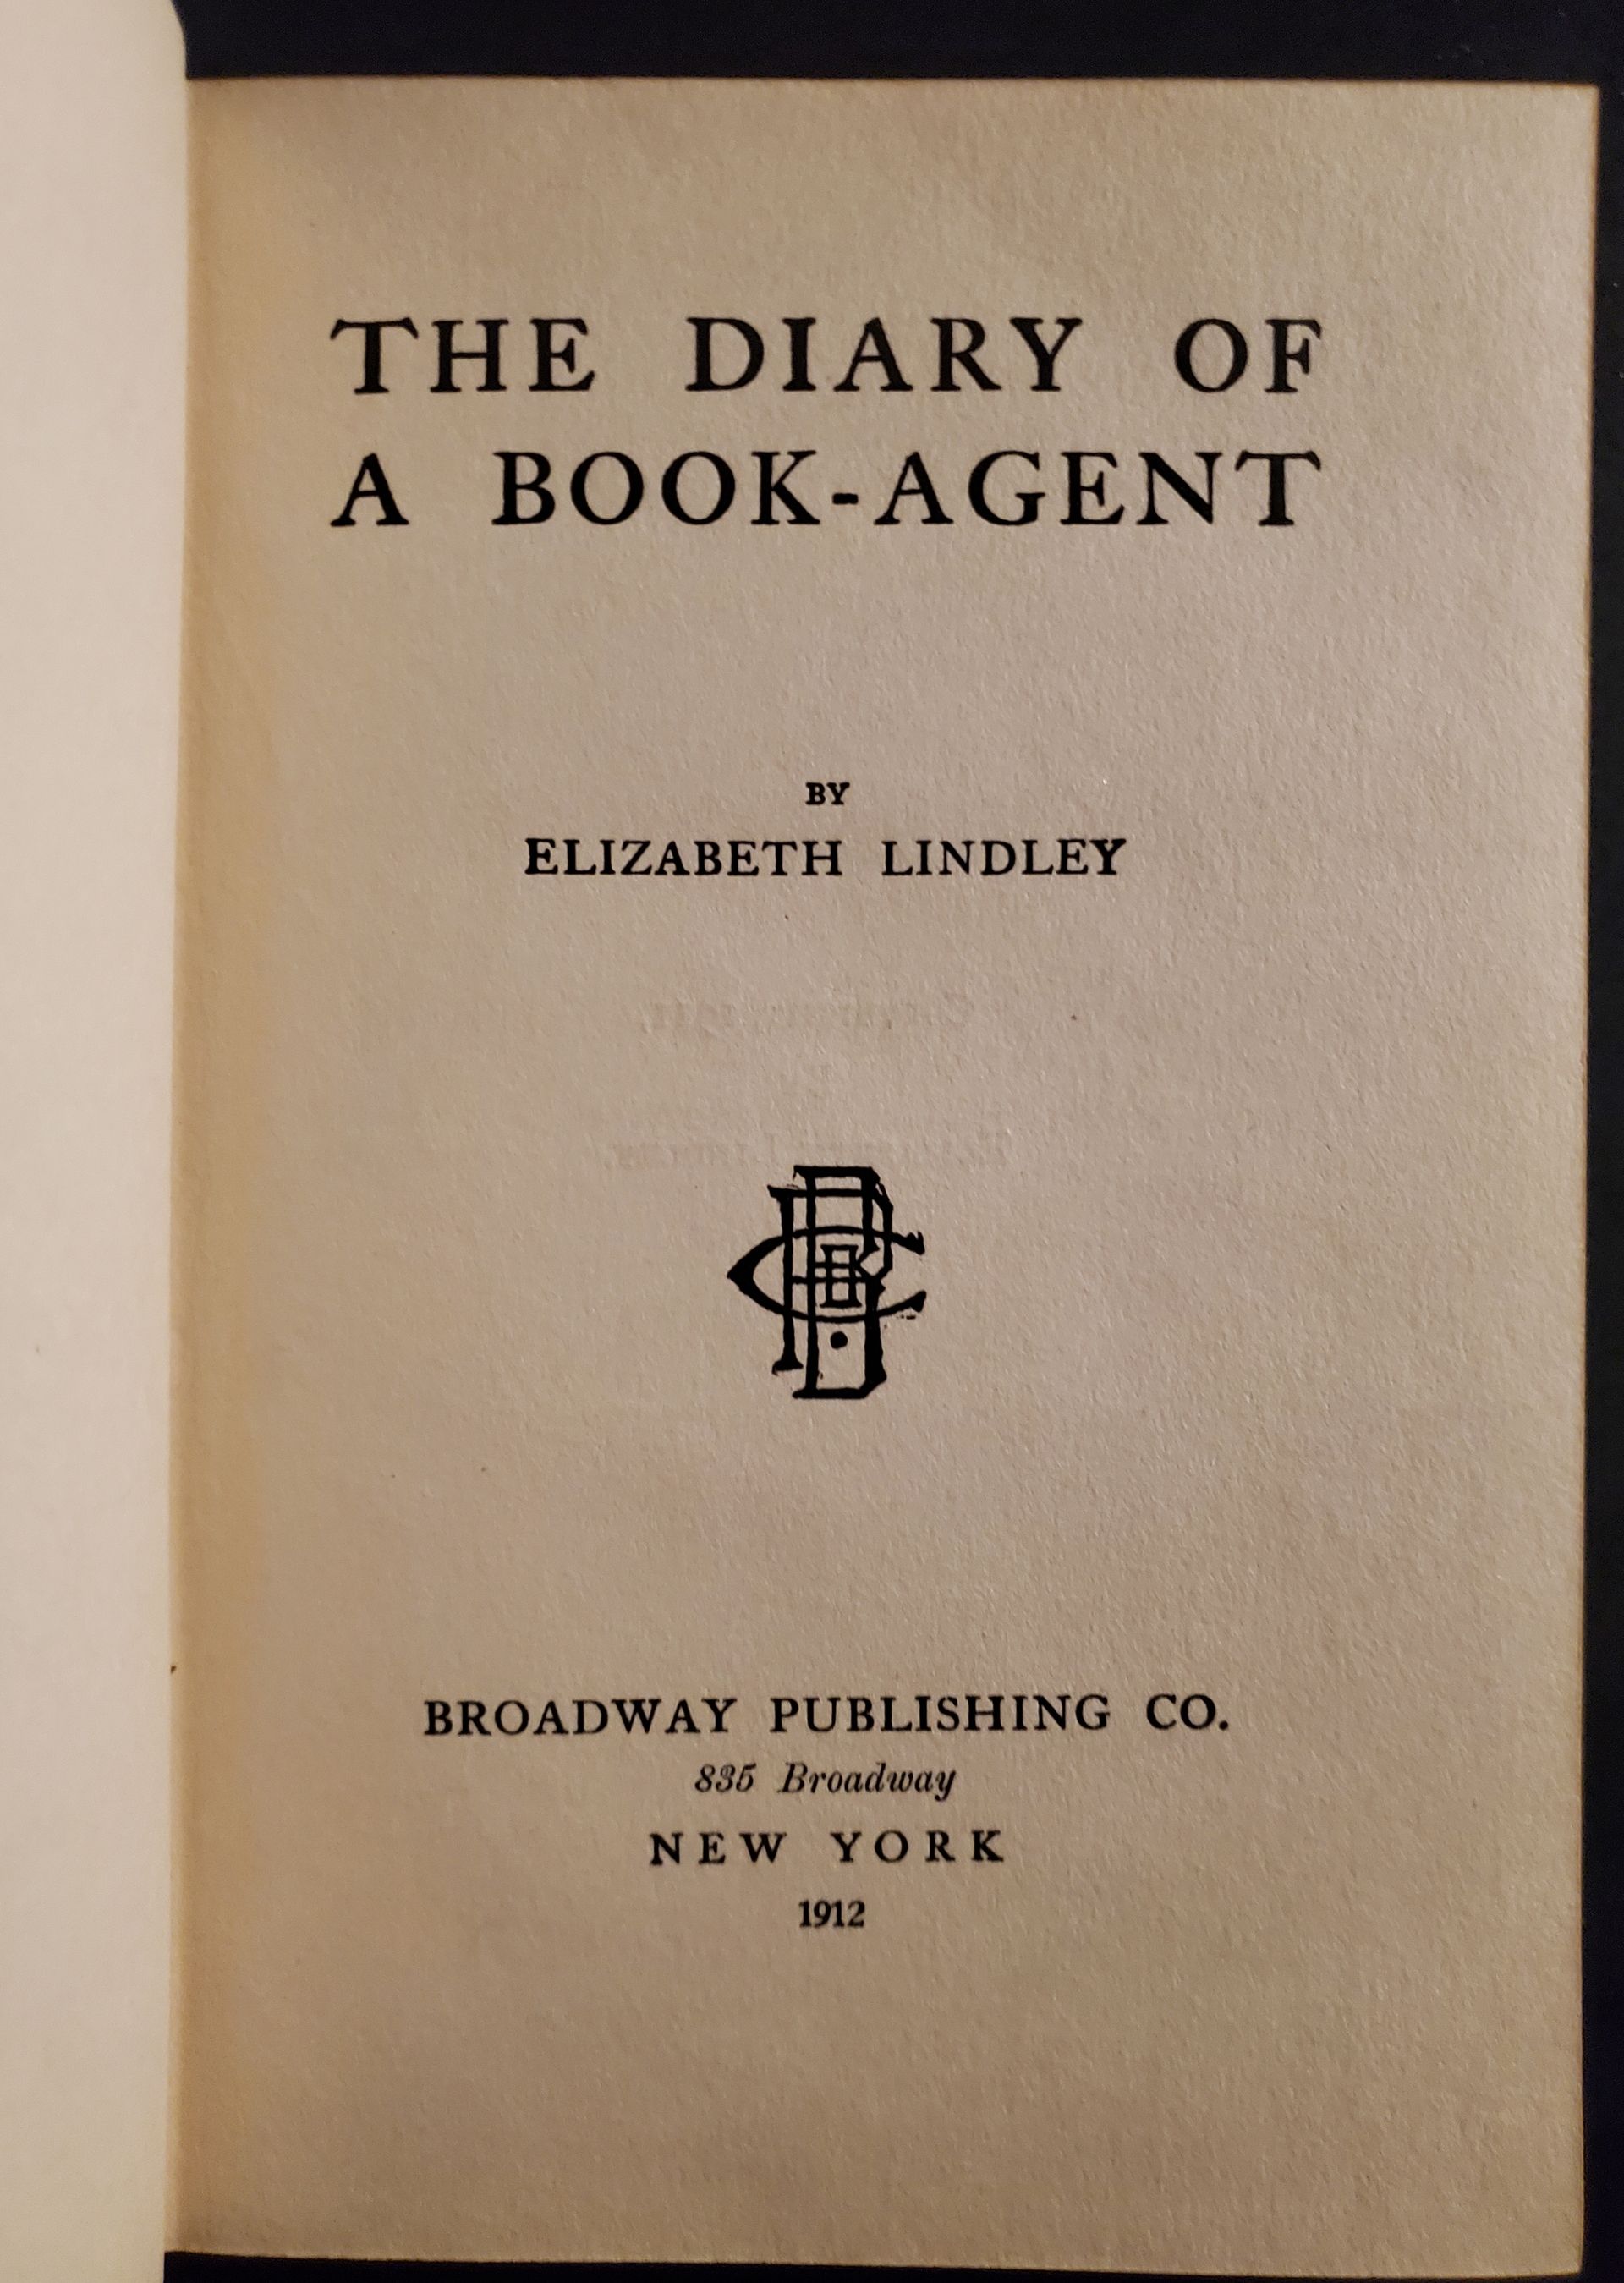 THE DIARY OF
A BOOK-AGENT
BY
ELIZABETH LINDLEY
BROADWAY PUBLISHING CO.
835 Broadway
NEW YORK
1912